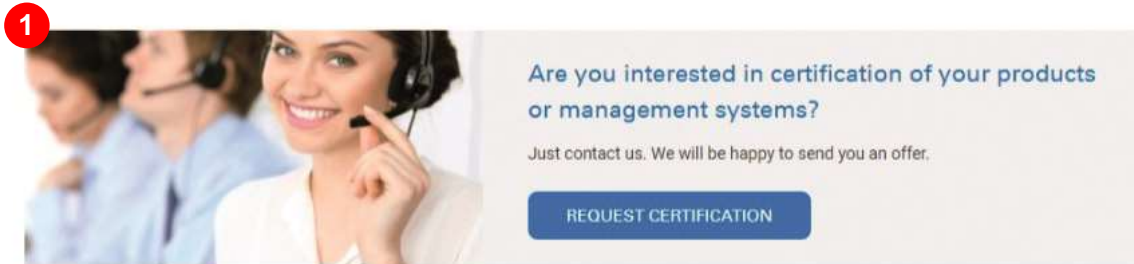 1
Are you interested in certification of your products
or management systems?
Just contact us. We will be happy to send you an offer.
REQUEST CERTIFICATION